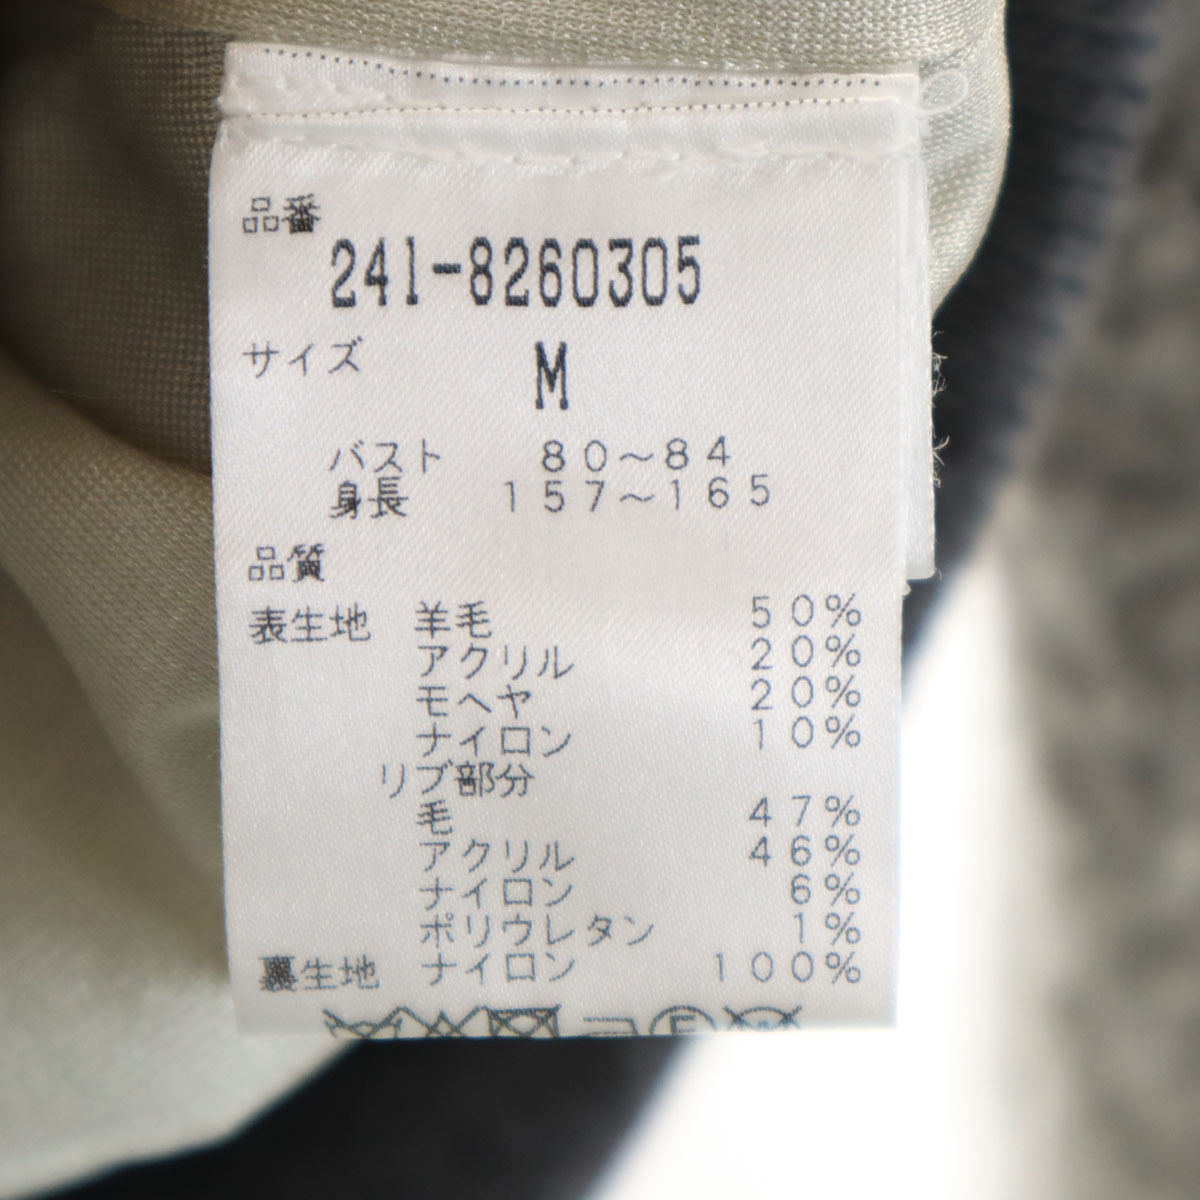 品番
241-8260305
サイズ M
バスト 80～84
身長 157～165
品質
表生地 羊毛 50%
アクリル 20%
モヘヤ 20%
ナイロン 10%
リブ部分
毛 47%
アクリル 46%
ナイロン 6%
ポリウレタン 1%
裏生地 ナイロン 100%